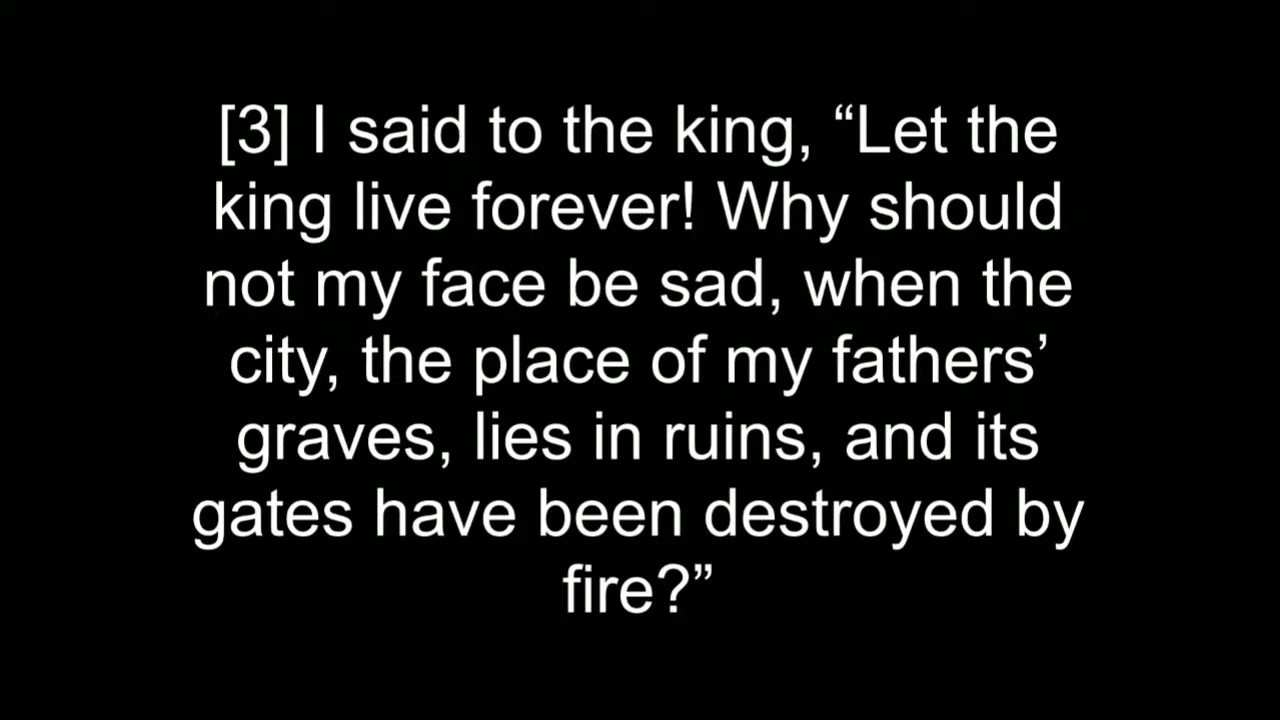 [3] I said to the king, “Let the
king live forever! Why should
not my face be sad, when the
city, the place of my fathers’
graves, lies in ruins, and its
gates have been destroyed by
fire?”